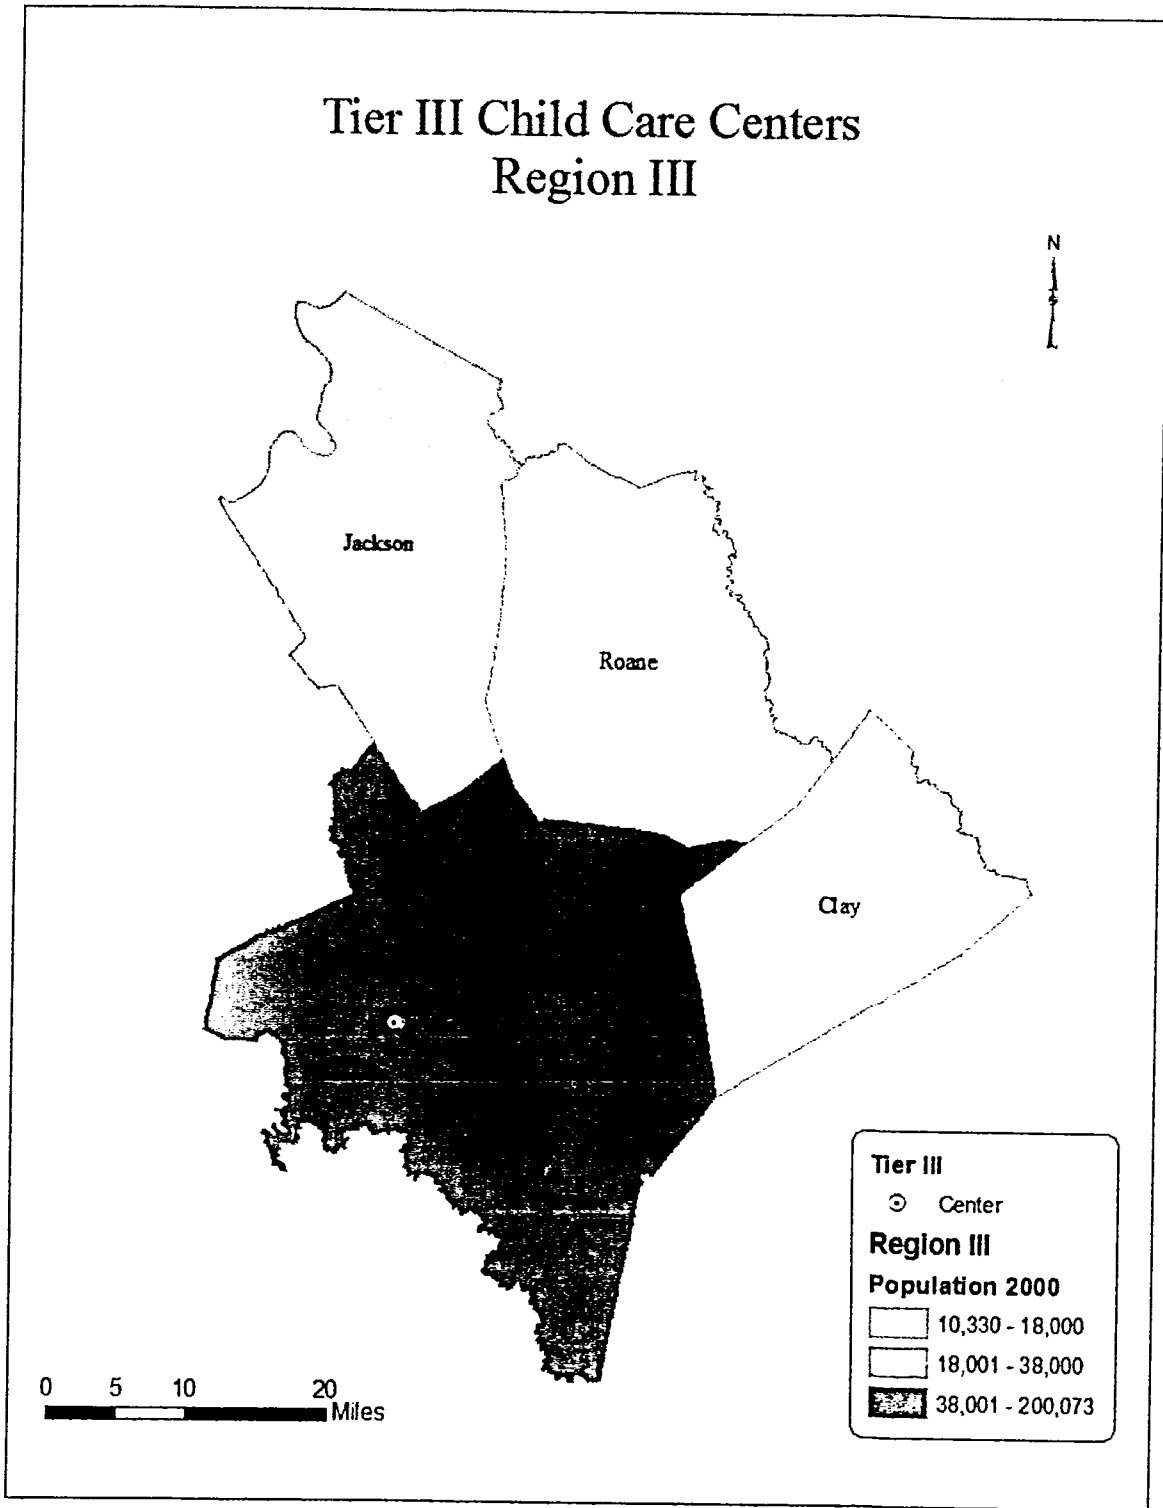 Tier III Child Care Centers
Region III
N
Jackson
Roane
Clay
Tier III
Center
Region III
Population 2000
10,330 - 18,000
18,001 - 38,000
38,001 - 200,073
0 5 10 20
Miles